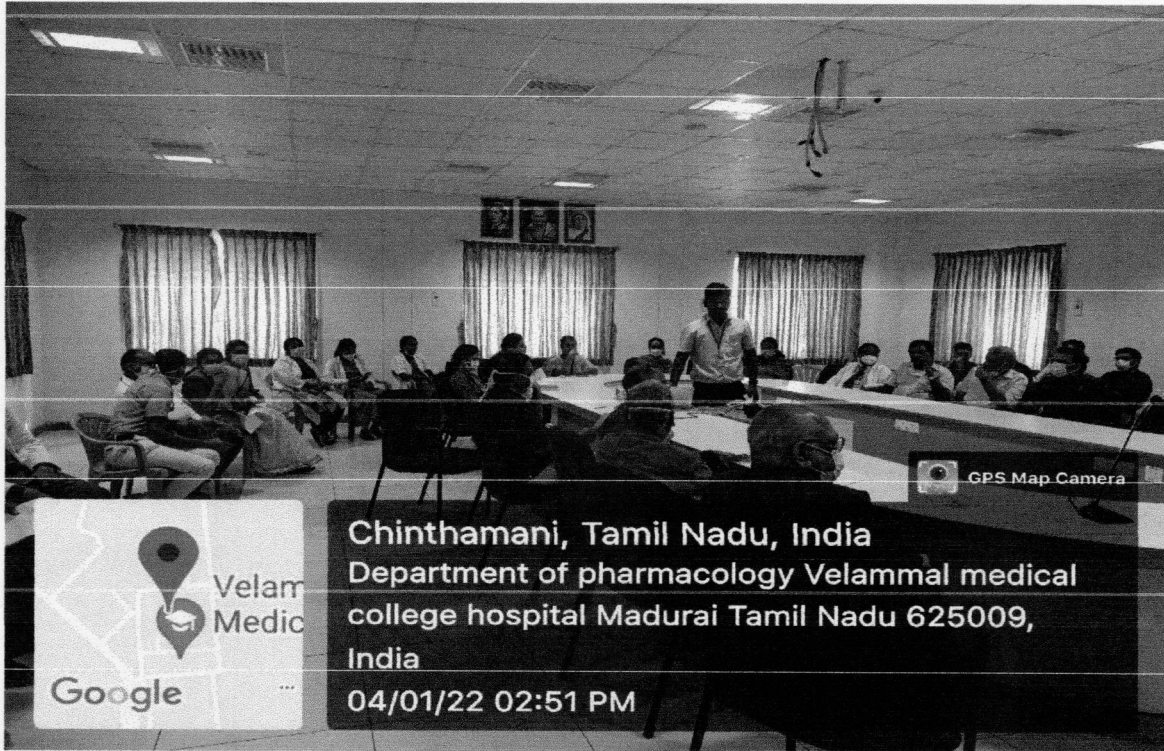 GPS Map Camera
Velam
Medic
Google
Chinthamani, Tamil Nadu, India
Department of pharmacology Velammal medical
college hospital Madurai Tamil Nadu 625009,
India
04/01/22 02:51 PM